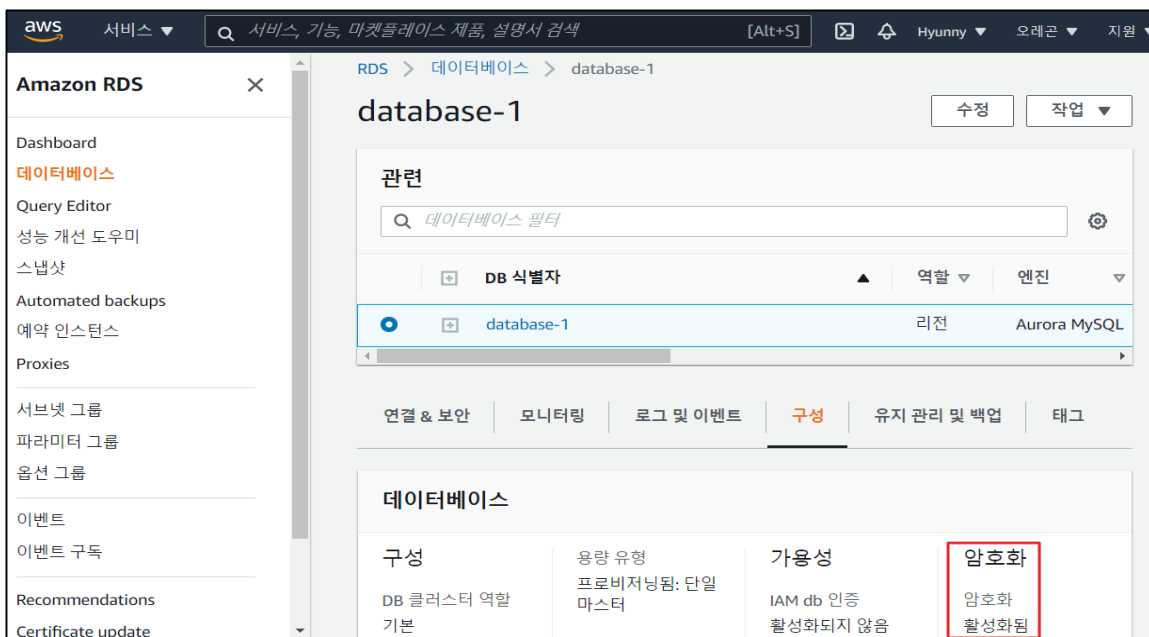 aws 서비스 ▼ 서비스, 기능, 마켓플레이스 제품, 설명서 검색 [Alt+S] Hyunny ▼ 오레곤 ▼ 지원 ▼
Amazon RDS
Dashboard
데이터베이스
Query Editor
성능 개선 도우미
스냅샷
Automated backups
예약 인스턴스
Proxies
서브넷 그룹
파라미터 그룹
옵션 그룹
이벤트
이벤트 구독
Recommendations
Certificate update
RDS > 데이터베이스 > database-1
database-1
수정 작업 ▼
관련
데이터베이스 필터
DB 식별자 ▲ 역할 ▽ 엔진 ▽
database-1 리전 Aurora MySQL
연결 & 보안 모니터링 로그 및 이벤트 구성 유지 관리 및 백업 태그
데이터베이스
구성
DB 클러스터 역할
기본
용량 유형
프로비저닝됨: 단일
마스터
가용성
IAM db 인증
활성화되지 않음
암호화
암호화
활성화됨